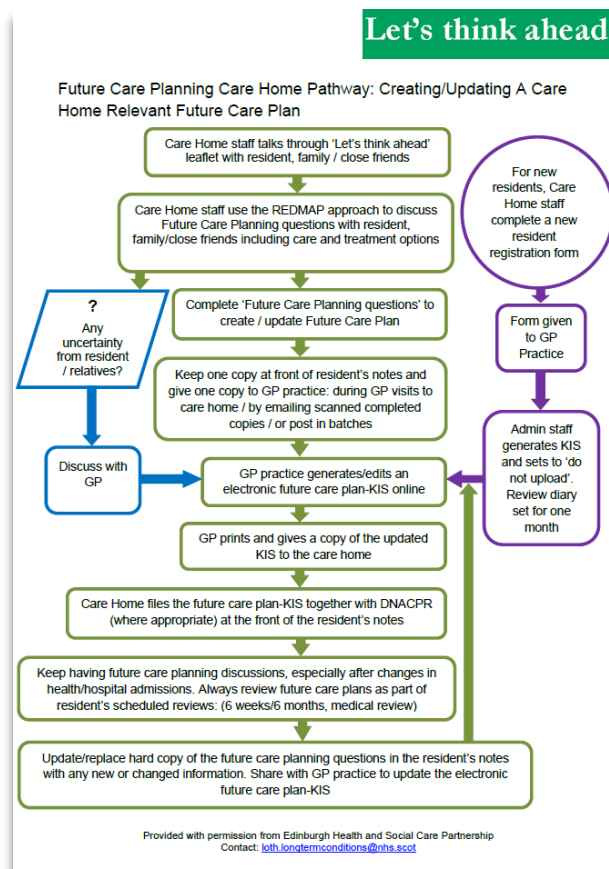 Let's think ahead
Future Care Planning Care Home Pathway: Creating/Updating A Care
Home Relevant Future Care Plan
Care Home staff talks through 'Let's think ahead'
leaflet with resident, family / close friends
Care Home staff use the REDMAP approach to discuss
Future Care Planning questions with resident,
family/close friends including care and treatment options
?
Any
uncertainty
from resident
/ relatives?
Discuss with
GP
Complete 'Future Care Planning questions' to
create / update Future Care Plan
Keep one copy at front of resident's notes and
give one copy to GP practice: during GP visits to
care home / by emailing scanned completed
copies / or post in batches
For new
residents, Care
Home staff
complete a new
resident
registration form
Form given
to GP
Practice
Admin staff
generates KIS
and sets to 'do
not upload'.
Review diary
set for one
month
GP practice generates/edits an
electronic future care plan-KIS online
GP prints and gives a copy of the updated
KIS to the care home
Care Home files the future care plan-KIS together with DNACPR
(where appropriate) at the front of the resident's notes
Keep having future care planning discussions, especially after changes in
health/hospital admissions. Always review future care plans as part of
resident's scheduled reviews: (6 weeks/6 months, medical review)
Update/replace hard copy of the future care planning questions in the resident's notes
with any new or changed information. Share with GP practice to update the electronic
future care plan-KIS
Provided with permission from Edinburgh Health and Social Care Partnership
Contact: loth.longtermconditions@nhs.scot